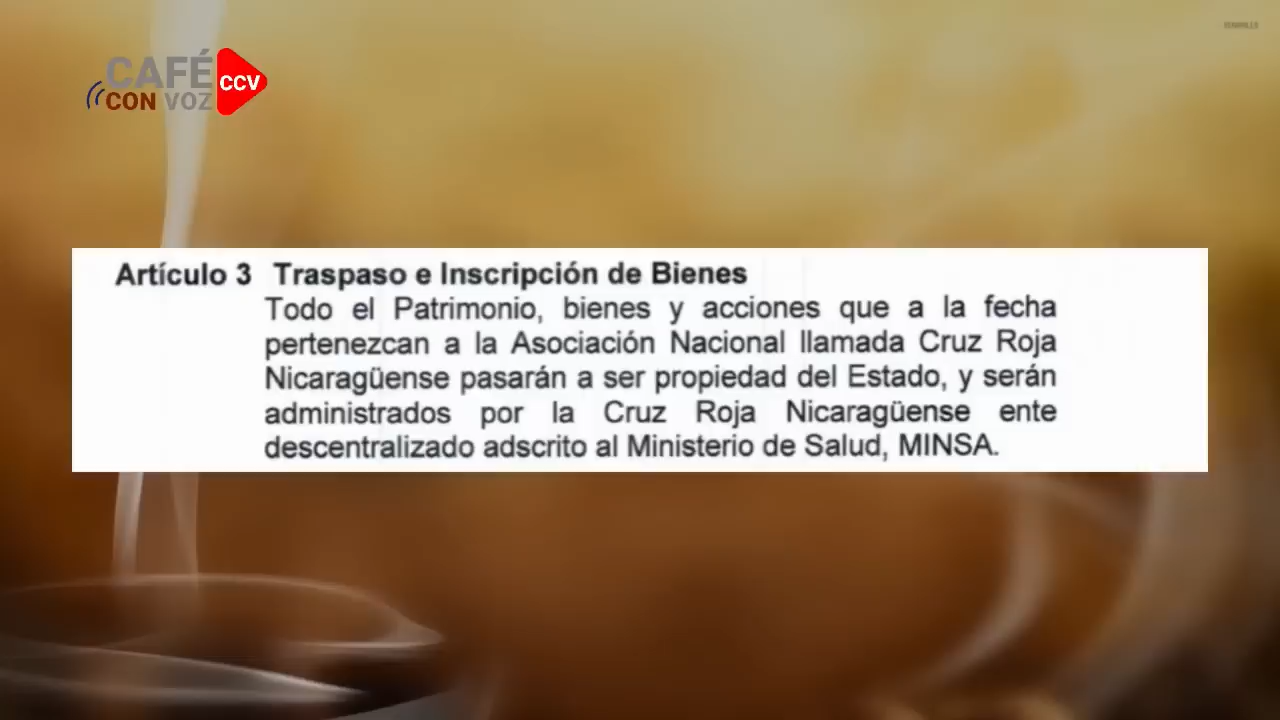 CAFÉ
CON VOZ
CCV
Artículo 3 Traspaso e Inscripción de Bienes
Todo el Patrimonio, bienes y acciones que a la fecha
pertenezcan a la Asociación Nacional llamada Cruz Roja
Nicaragüense pasarán a ser propiedad del Estado, y serán
administrados por la Cruz Roja Nicaragüense ente
descentralizado adscrito al Ministerio de Salud, MINSA.